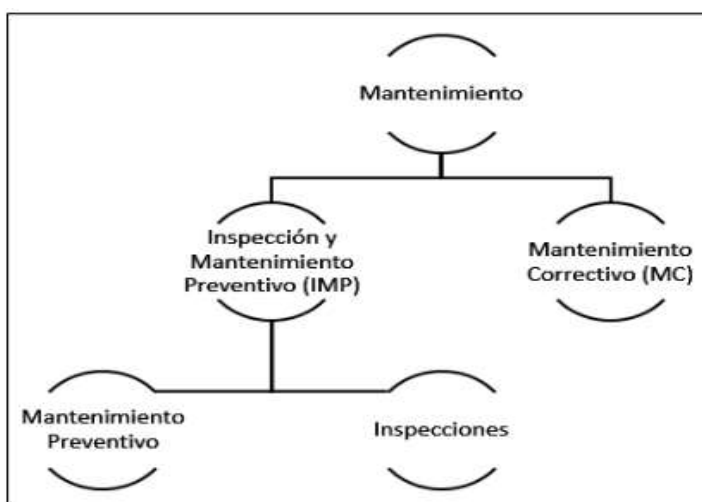 Mantenimiento
Inspección y
Mantenimiento
Preventivo (IMP)
Mantenimiento
Correctivo (MC)
Mantenimiento
Preventivo
Inspecciones